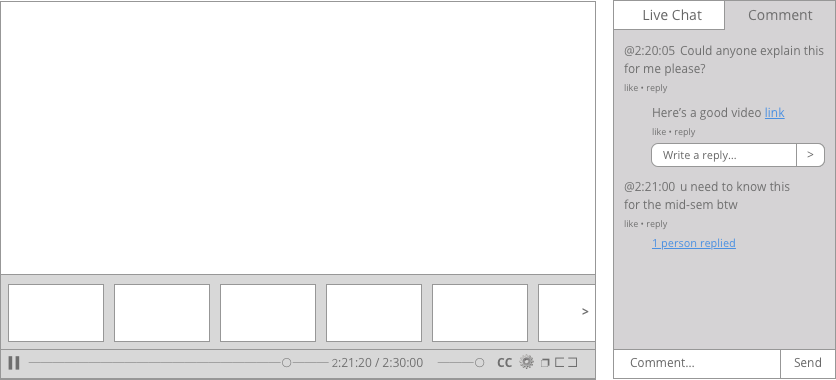 Live Chat
Comment
@2:20:05 Could anyone explain this
for me please?
like • reply
Here's a good video link
like • reply
Write a reply...
>
@2:21:00 u need to know this
for the mid-sem btw
like • reply
1 person replied
>
2:21:20 / 2:30:00
CC
Comment...
Send